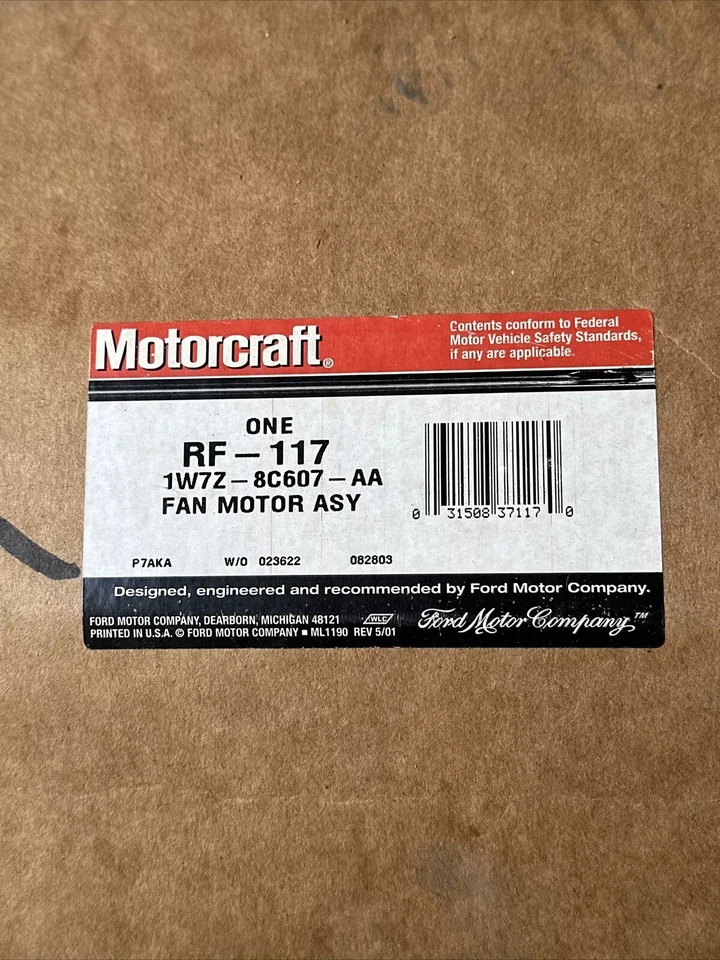 Motorcraft®
Contents conform to Federal
Motor Vehicle Safety Standards,
if any are applicable.
ONE
RF-117
1W7Z-8C607-AA
FAN MOTOR ASY
0 31508 37117 0
P7AKA W/O 023622 082803
Designed, engineered and recommended by Ford Motor Company.
FORD MOTOR COMPANY, DEARBORN, MICHIGAN 48121
PRINTED IN U.S.A. © FORD MOTOR COMPANY ■ ML1190 REV 5/01
WLC
Ford Motor Company™